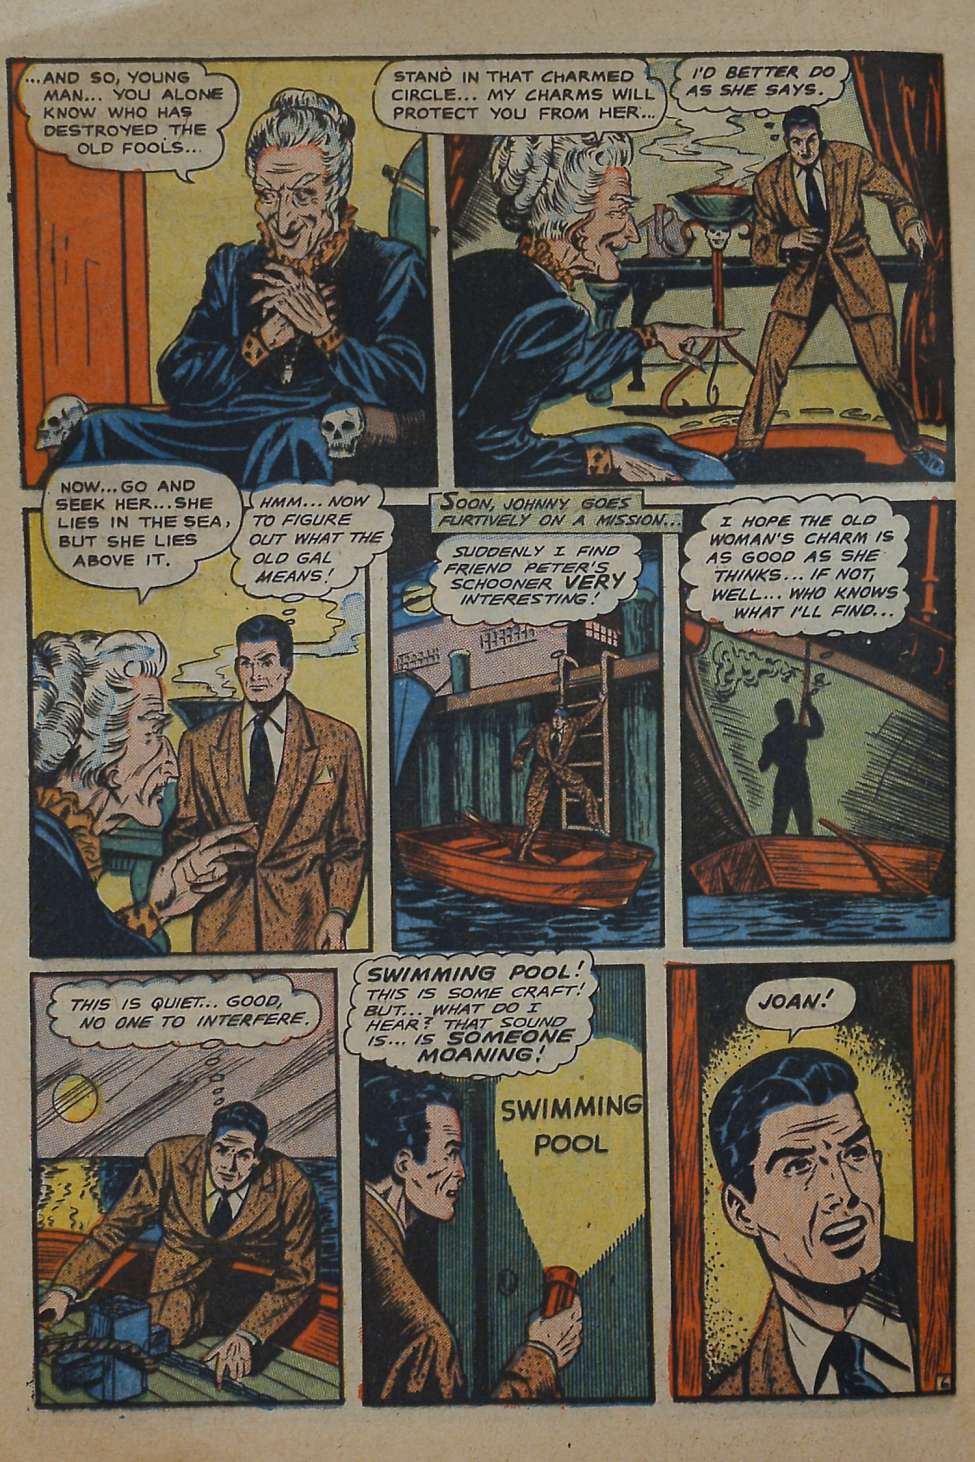 ...AND SO, YOUNG
MAN... YOU ALONE
KNOW WHO HAS
DESTROYED THE
OLD FOOLS...
STAND IN THAT CHARMED
CIRCLE... MY CHARMS WILL
PROTECT YOU FROM HER...
I'D BETTER DO
AS SHE SAYS.
NOW...GO AND
SEEK HER...SHE
LIES IN THE SEA,
BUT SHE LIES
ABOVE IT.
HMM...NOW
TO FIGURE
OUT WHAT THE
OLD GAL
MEANS!
SOON, JOHNNY GOES
FURTIVELY ON A MISSION...
SUDDENLY I FIND
FRIEND PETER'S
SCHOONER VERY
INTERESTING!
I HOPE THE OLD
WOMAN'S CHARM IS
AS GOOD AS SHE
THINKS... IF NOT,
WELL... WHO KNOWS
WHAT I'LL FIND...
THIS IS QUIET... GOOD,
NO ONE TO INTERFERE.
SWIMMING POOL!
THIS IS SOME CRAFT!
BUT...WHAT DO I
HEAR? THAT SOUND
IS... IS SOMEONE
MOANING!
SWIMMING
POOL
JOAN!
6